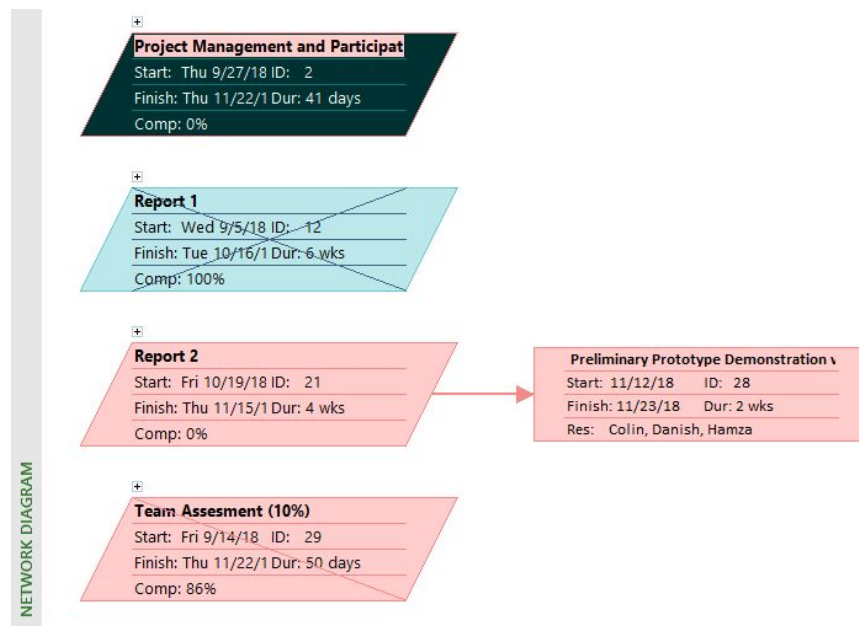 Project Management and Participat
Start: Thu 9/27/18 ID: 2
Finish: Thu 11/22/1 Dur: 41 days
Comp: 0%
Report 1
Start: Wed 9/5/18 ID: 12
Finish: Tue 10/16/1 Dur: 6 wks
Comp: 100%
Report 2
Start: Fri 10/19/18 ID: 21
Finish: Thu 11/15/1 Dur: 4 wks
Comp: 0%
Preliminary Prototype Demonstration v
Start: 11/12/18 ID: 28
Finish: 11/23/18 Dur: 2 wks
Res: Colin, Danish, Hamza
Team Assesment (10%)
Start: Fri 9/14/18 ID: 29
Finish: Thu 11/22/1 Dur: 50 days
Comp: 86%
NETWORK DIAGRAM